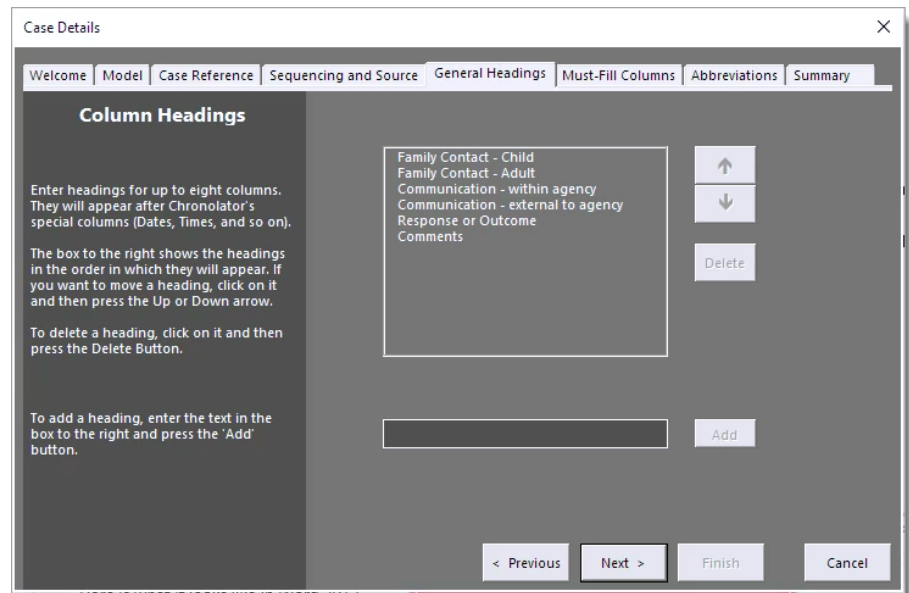 Case Details
Welcome
Model
Case Reference
Sequencing and Source
General Headings
Must-Fill Columns
Abbreviations
Summary
Column Headings
Enter headings for up to eight columns.
They will appear after Chronolator's
special columns (Dates, Times, and so on).
The box to the right shows the headings
in the order in which they will appear. If
you want to move a heading, click on it
and then press the Up or Down arrow.
To delete a heading, click on it and then
press the Delete Button.
To add a heading, enter the text in the
box to the right and press the 'Add'
button.
Family Contact - Child
Family Contact - Adult
Communication - within agency
Communication - external to agency
Response or Outcome
Comments
Delete
Add
< Previous
Next >
Finish
Cancel